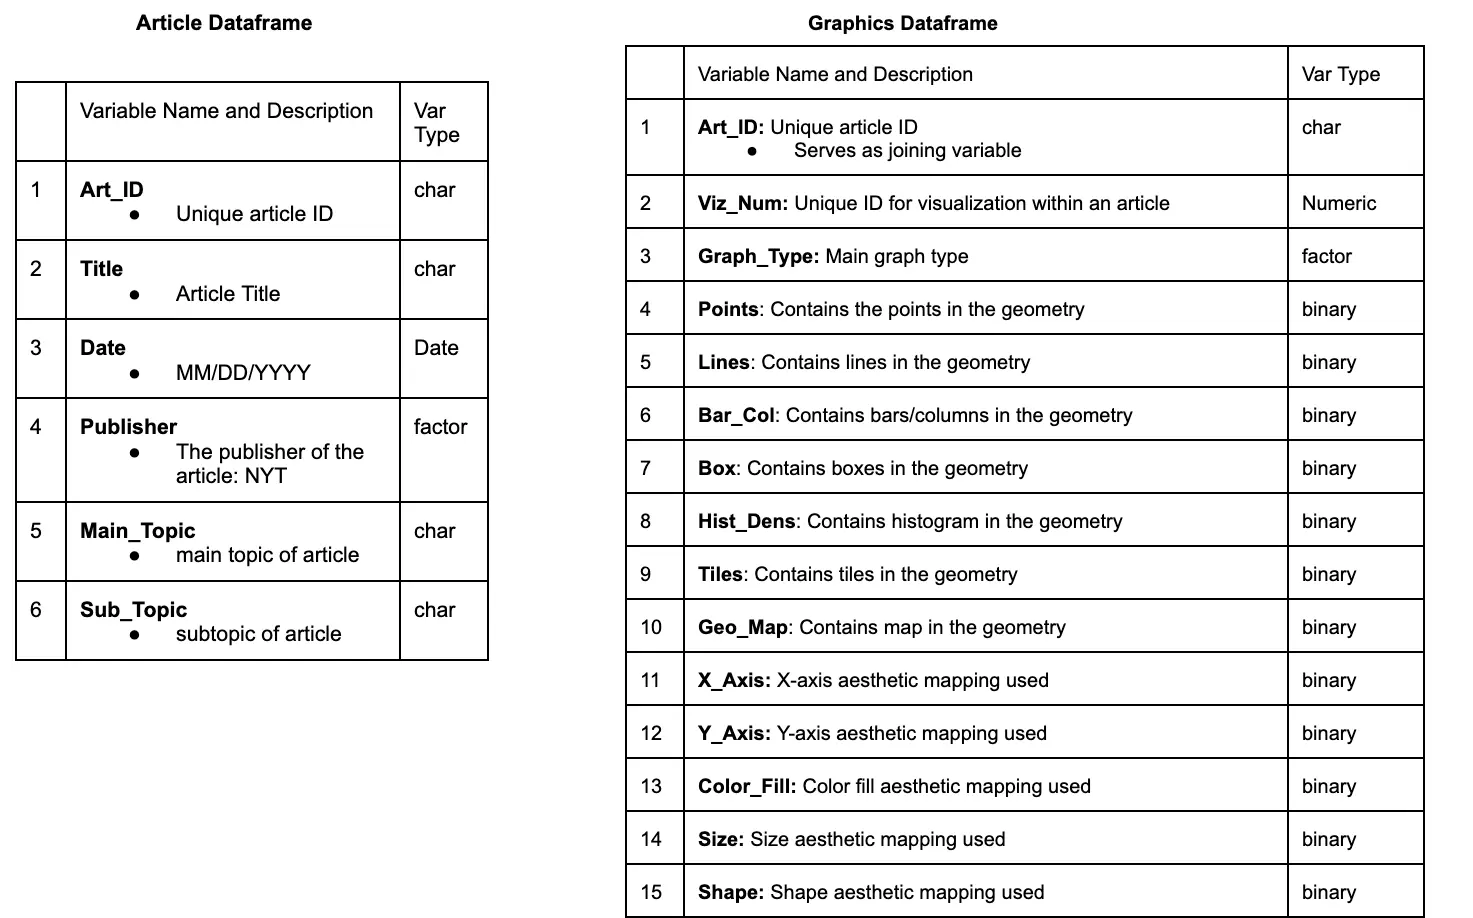 Article Dataframe
Variable Name and Description
Var
Type
1
Art_ID
char
● Unique article ID
2
Title
char
● Article Title
3
Date
Date
● MM/DD/YYYY
4
Publisher
factor
● The publisher of the
article: NYT
5
Main_Topic
char
● main topic of article
6
Sub_Topic
char
● subtopic of article
Graphics Dataframe
Variable Name and Description
Var Type
1
Art_ID: Unique article ID
char
● Serves as joining variable
2
Viz_Num: Unique ID for visualization within an article
Numeric
3
Graph_Type: Main graph type
factor
4
Points: Contains the points in the geometry
binary
5
Lines: Contains lines in the geometry
binary
6
Bar_Col: Contains bars/columns in the geometry
binary
7
Box: Contains boxes in the geometry
binary
8
Hist_Dens: Contains histogram in the geometry
binary
9
Tiles: Contains tiles in the geometry
binary
10
Geo_Map: Contains map in the geometry
binary
11
X_Axis: X-axis aesthetic mapping used
binary
12
Y_Axis: Y-axis aesthetic mapping used
binary
13
Color_Fill: Color fill aesthetic mapping used
binary
14
Size: Size aesthetic mapping used
binary
15
Shape: Shape aesthetic mapping used
binary